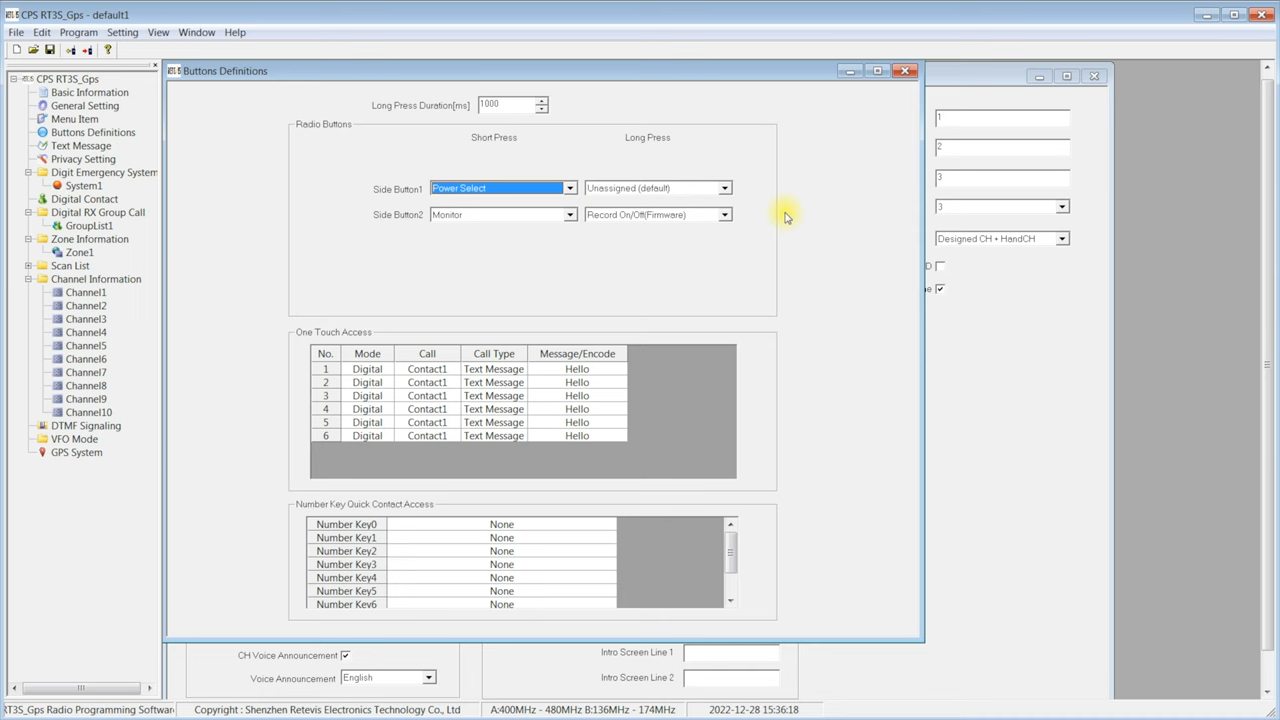 CPS RT3S_Gps - default1
File Edit Program Setting View Window Help
CPS RT3S_Gps
Basic Information
General Setting
Menu Item
Buttons Definitions
Text Message
Privacy Setting
Digit Emergency System
System1
Digital Contact
Digital RX Group Call
GroupList1
Zone Information
Zone1
Scan List
Channel Information
Channel1
Channel2
Channel3
Channel4
Channel5
Channel6
Channel7
Channel8
Channel9
Channel10
DTMF Signaling
VFO Mode
GPS System
Buttons Definitions
Long Press Duration[ms] 1000
Radio Buttons
Short Press Long Press
Side Button1 Power Select Unassigned (default)
Side Button2 Monitor Record On/Off(Firmware)
One Touch Access
No. Mode Call Call Type Message/Encode
1 Digital Contact1 Text Message Hello
2 Digital Contact1 Text Message Hello
3 Digital Contact1 Text Message Hello
4 Digital Contact1 Text Message Hello
5 Digital Contact1 Text Message Hello
6 Digital Contact1 Text Message Hello
Number Key Quick Contact Access
Number Key0 None
Number Key1 None
Number Key2 None
Number Key3 None
Number Key4 None
Number Key5 None
Number Key6 None
1
2
3
3
Designed CH + HandCH
D
e
CH Voice Announcement
Voice Announcement English
Intro Screen Line 1
Intro Screen Line 2
RT3S_Gps Radio Programming Softwar Copyright : Shenzhen Retevis Electronics Technology Co., Ltd A:400MHz - 480MHz B:136MHz - 174MHz 2022-12-28 15:36:18